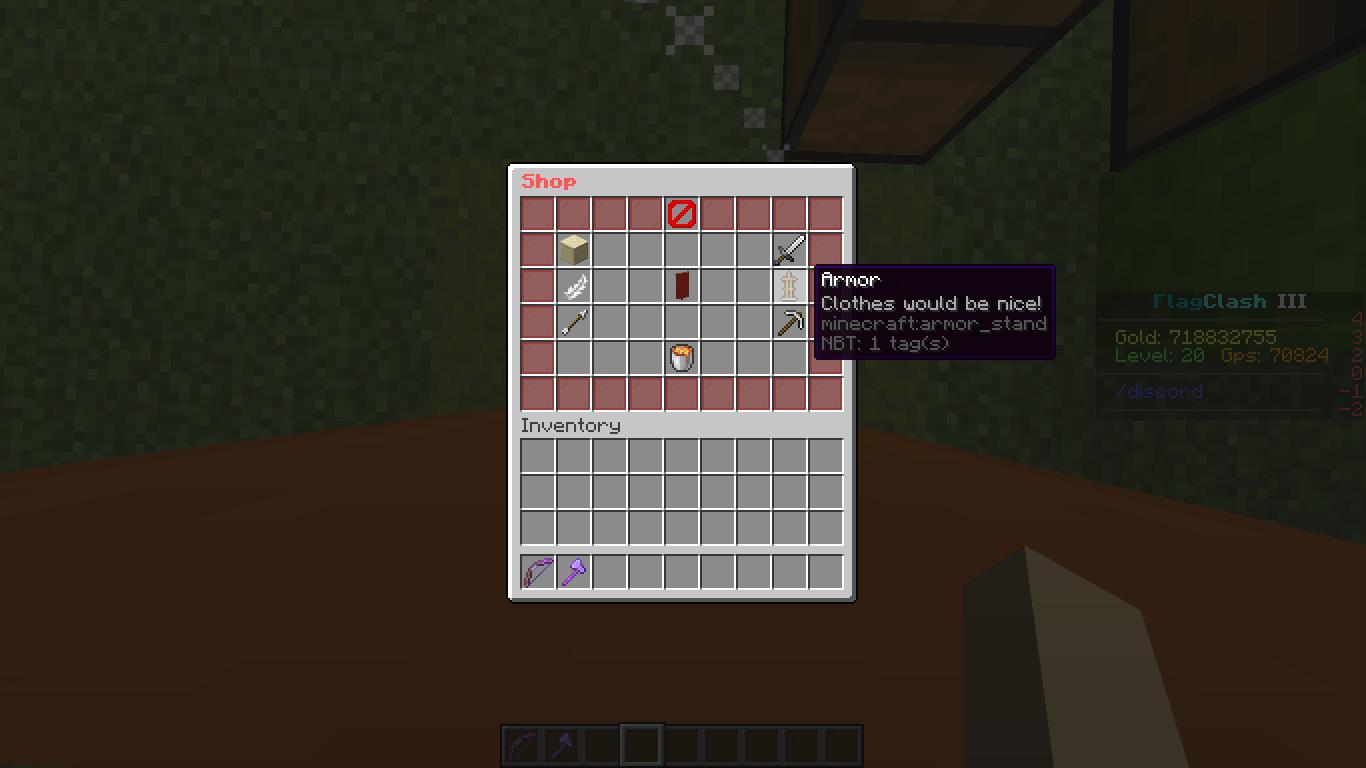 Shop
Armor
Clothes would be nice!
minecraft:armor_stand
NBT: 1 tag(s)
FlagClash III
Gold: 718832755
Level: 20 Gps: 70824
/discord
4
3
2
0
-1
-2
Inventory